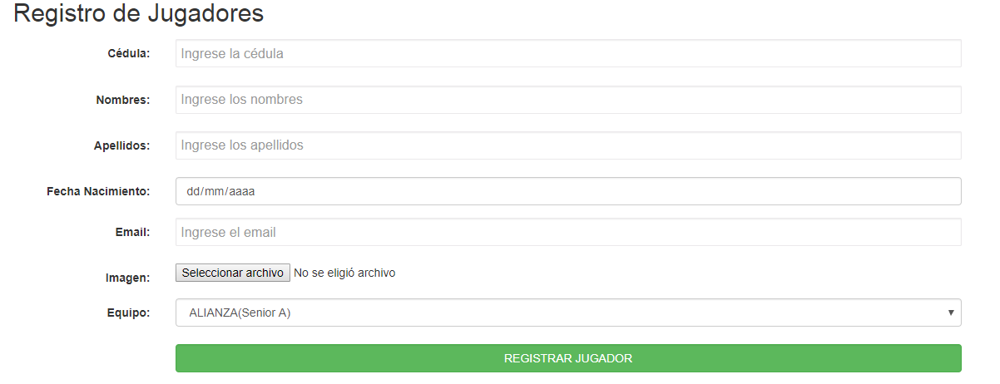 Registro de Jugadores
Cédula: Ingrese la cédula
Nombres: Ingrese los nombres
Apellidos: Ingrese los apellidos
Fecha Nacimiento: dd/mm/aaaa
Email: Ingrese el email
Imagen: Seleccionar archivo No se eligió archivo
Equipo: ALIANZA(Senior A)
REGISTRAR JUGADOR